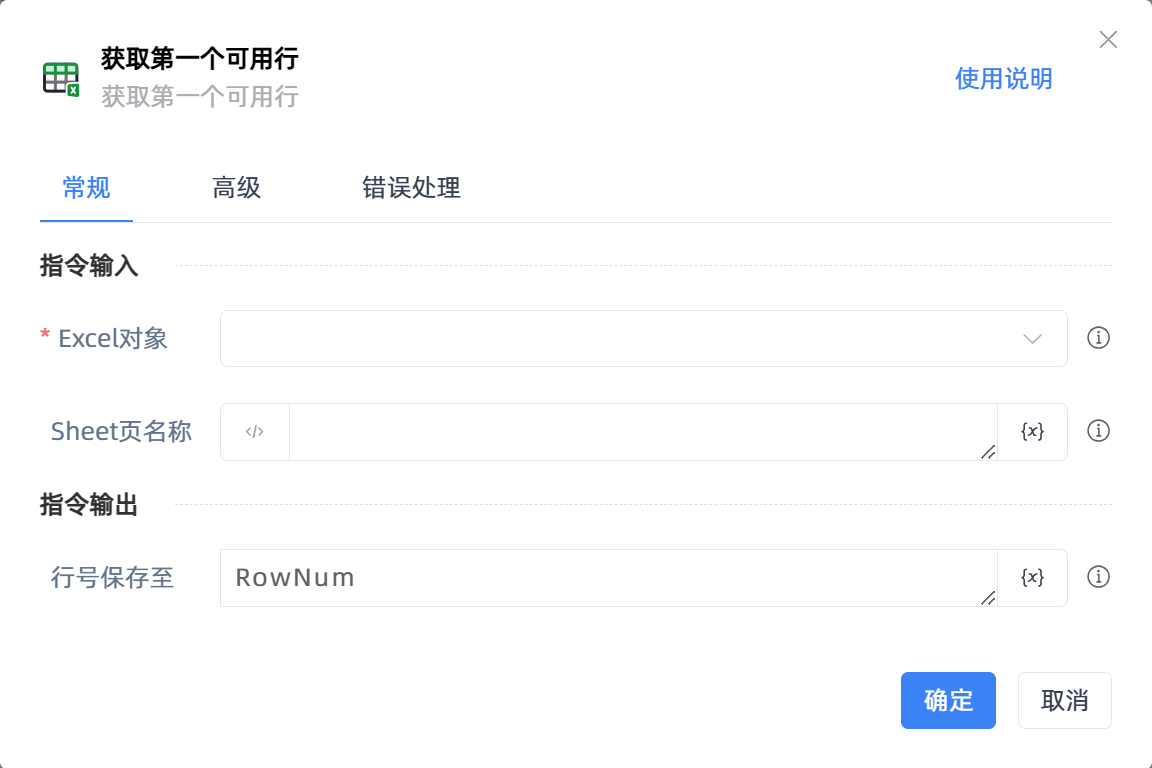 获取第一个可用行
获取第一个可用行
使用说明
常规 高级 错误处理
指令输入
* Excel对象
Sheet页名称 </> {x}
指令输出
行号保存至 RowNum {x}
确定 取消